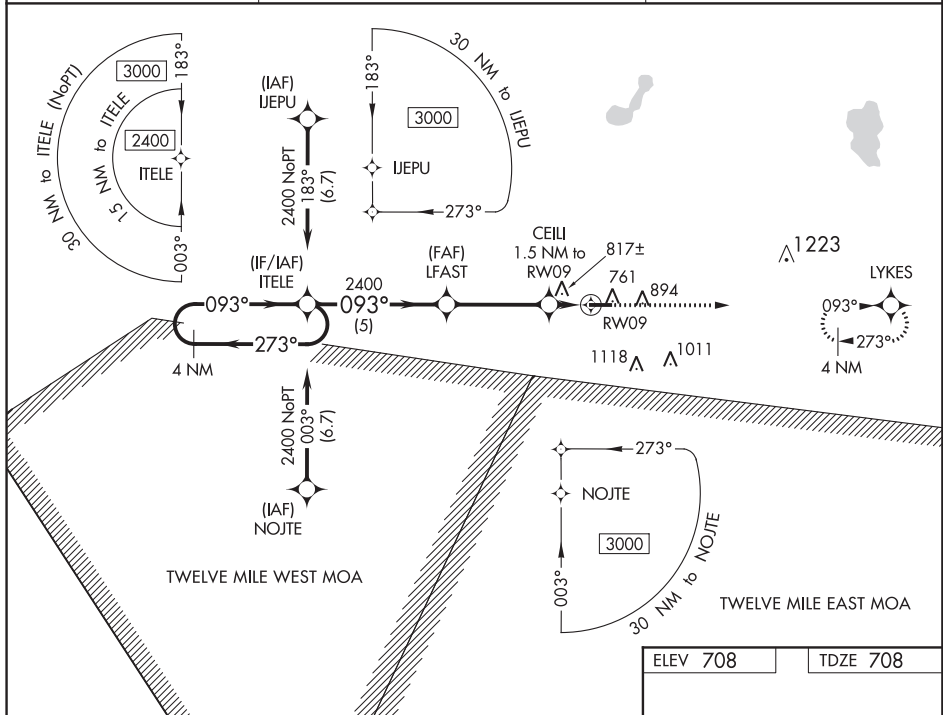 30 NM to ITELE (NoPT)
15 NM to ITELE
3000
183°
2400
ITELE
003°
(IAF)
IJEPU
2400 NoPT
183°
(6.7)
30 NM to IJEPU
183°
3000
IJEPU
273°
1223
CEILI
1.5 NM to
RW09
817±
(FAF)
LFAST
(IF/IAF)
ITELE
761
894
LYKES
093°
2400
093°
(5)
RW09
093°
273°
273°
4 NM
4 NM
1118
1011
2400 NoPT
003°
(6.7)
(IAF)
NOJTE
273°
NOJTE
3000
003°
30 NM to NOJTE
TWELVE MILE WEST MOA
TWELVE MILE EAST MOA
ELEV 708
TDZE 708